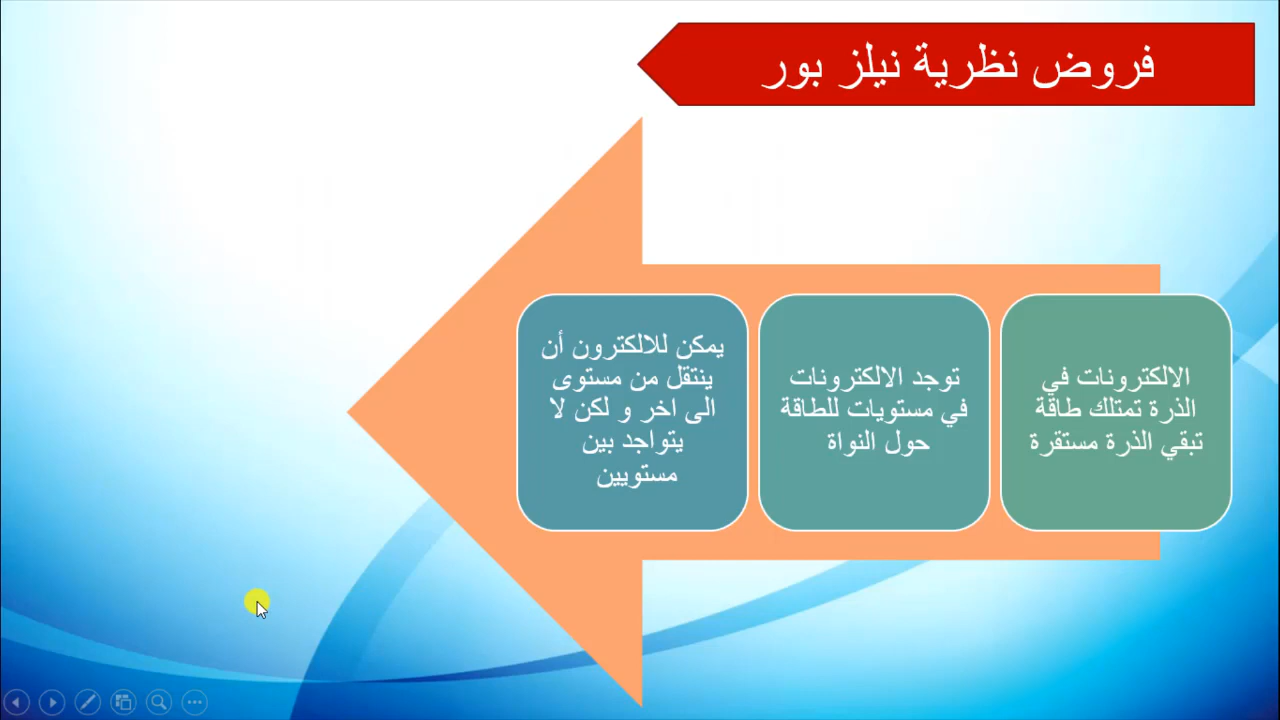 فروض نظرية نيلز بور
الالكترونات في
الذرة تمتلك طاقة
تبقي الذرة مستقرة
توجد الالكترونات
في مستويات للطاقة
حول النواة
يمكن للالكترون أن
ينتقل من مستوى
الى اخر و لكن لا
يتواجد بين
مستويين